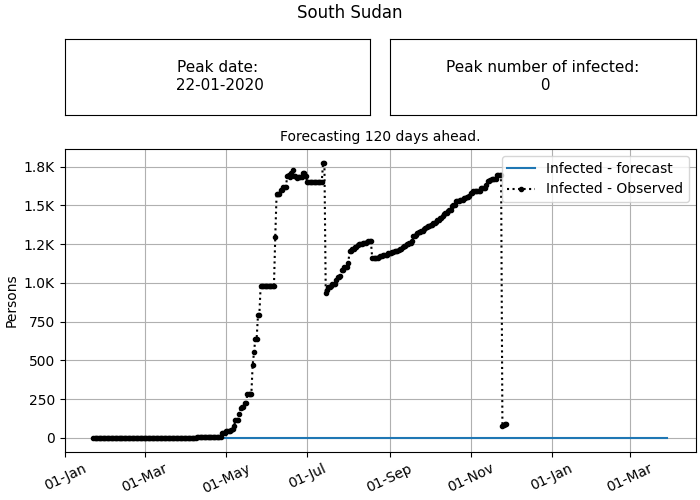 South Sudan
Peak date:
22-01-2020
Peak number of infected:
0
Forecasting 120 days ahead.
Infected - forecast
Infected - Observed
Persons
1.8K
1.5K
1.2K
1.0K
750
500
250
0
01-Jan
01-Mar
01-May
01-Jul
01-Sep
01-Nov
01-Jan
01-Mar